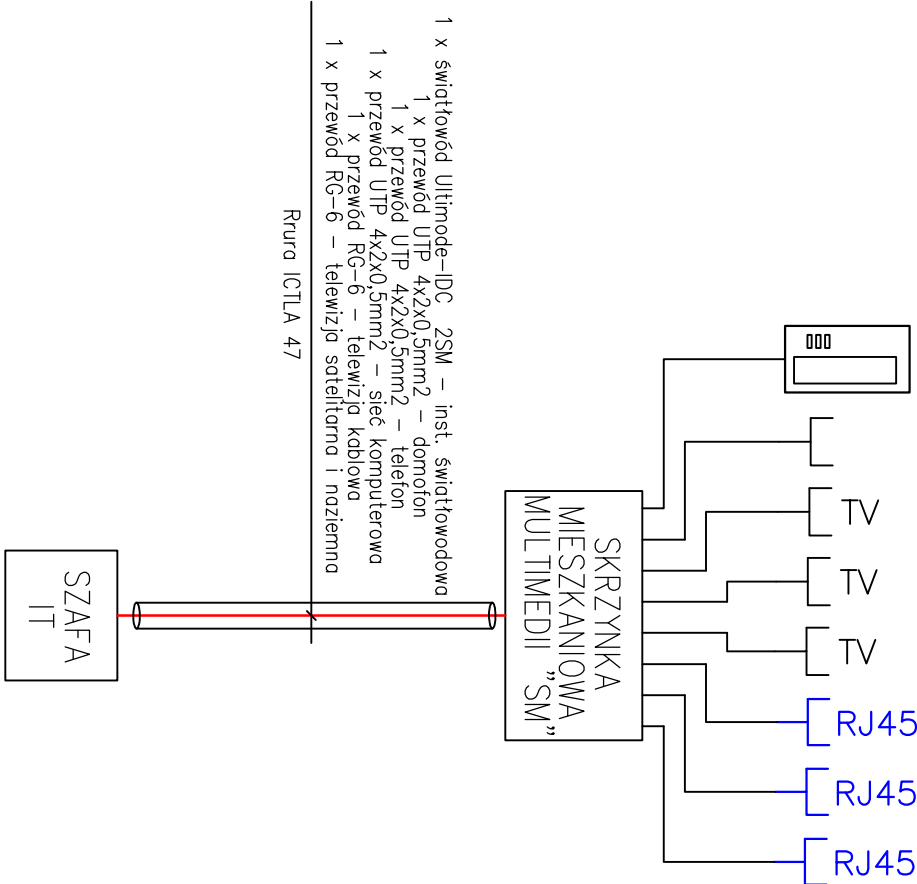 1 x światłowód Ultimode-IDC 2SM - inst. światłowodowa
1 x przewód UTP 4x2x0,5mm2 - domofon
1 x przewód UTP 4x2x0,5mm2 - telefon
1 x przewód UTP 4x2x0,5mm2 - sieć komputerowa
1 x przewód RG-6 - telewizja kablowa
1 x przewód RG-6 - telewizja satelitarna i naziemna
Rrura ICTLA 47
TV
TV
TV
RJ45
RJ45
RJ45
SKRZYNKA
MIESZKANIOWA
MULTIMEDII „SM”
SZAFA
IT